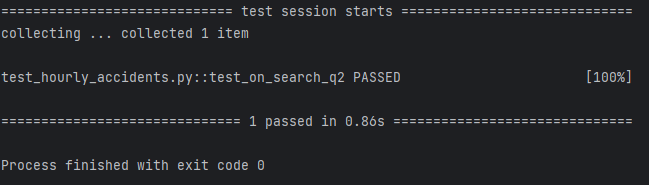 ============================= test session starts =============================
collecting ... collected 1 item
test_hourly_accidents.py::test_on_search_q2 PASSED                       [100%]
============================== 1 passed in 0.86s ==============================
Process finished with exit code 0